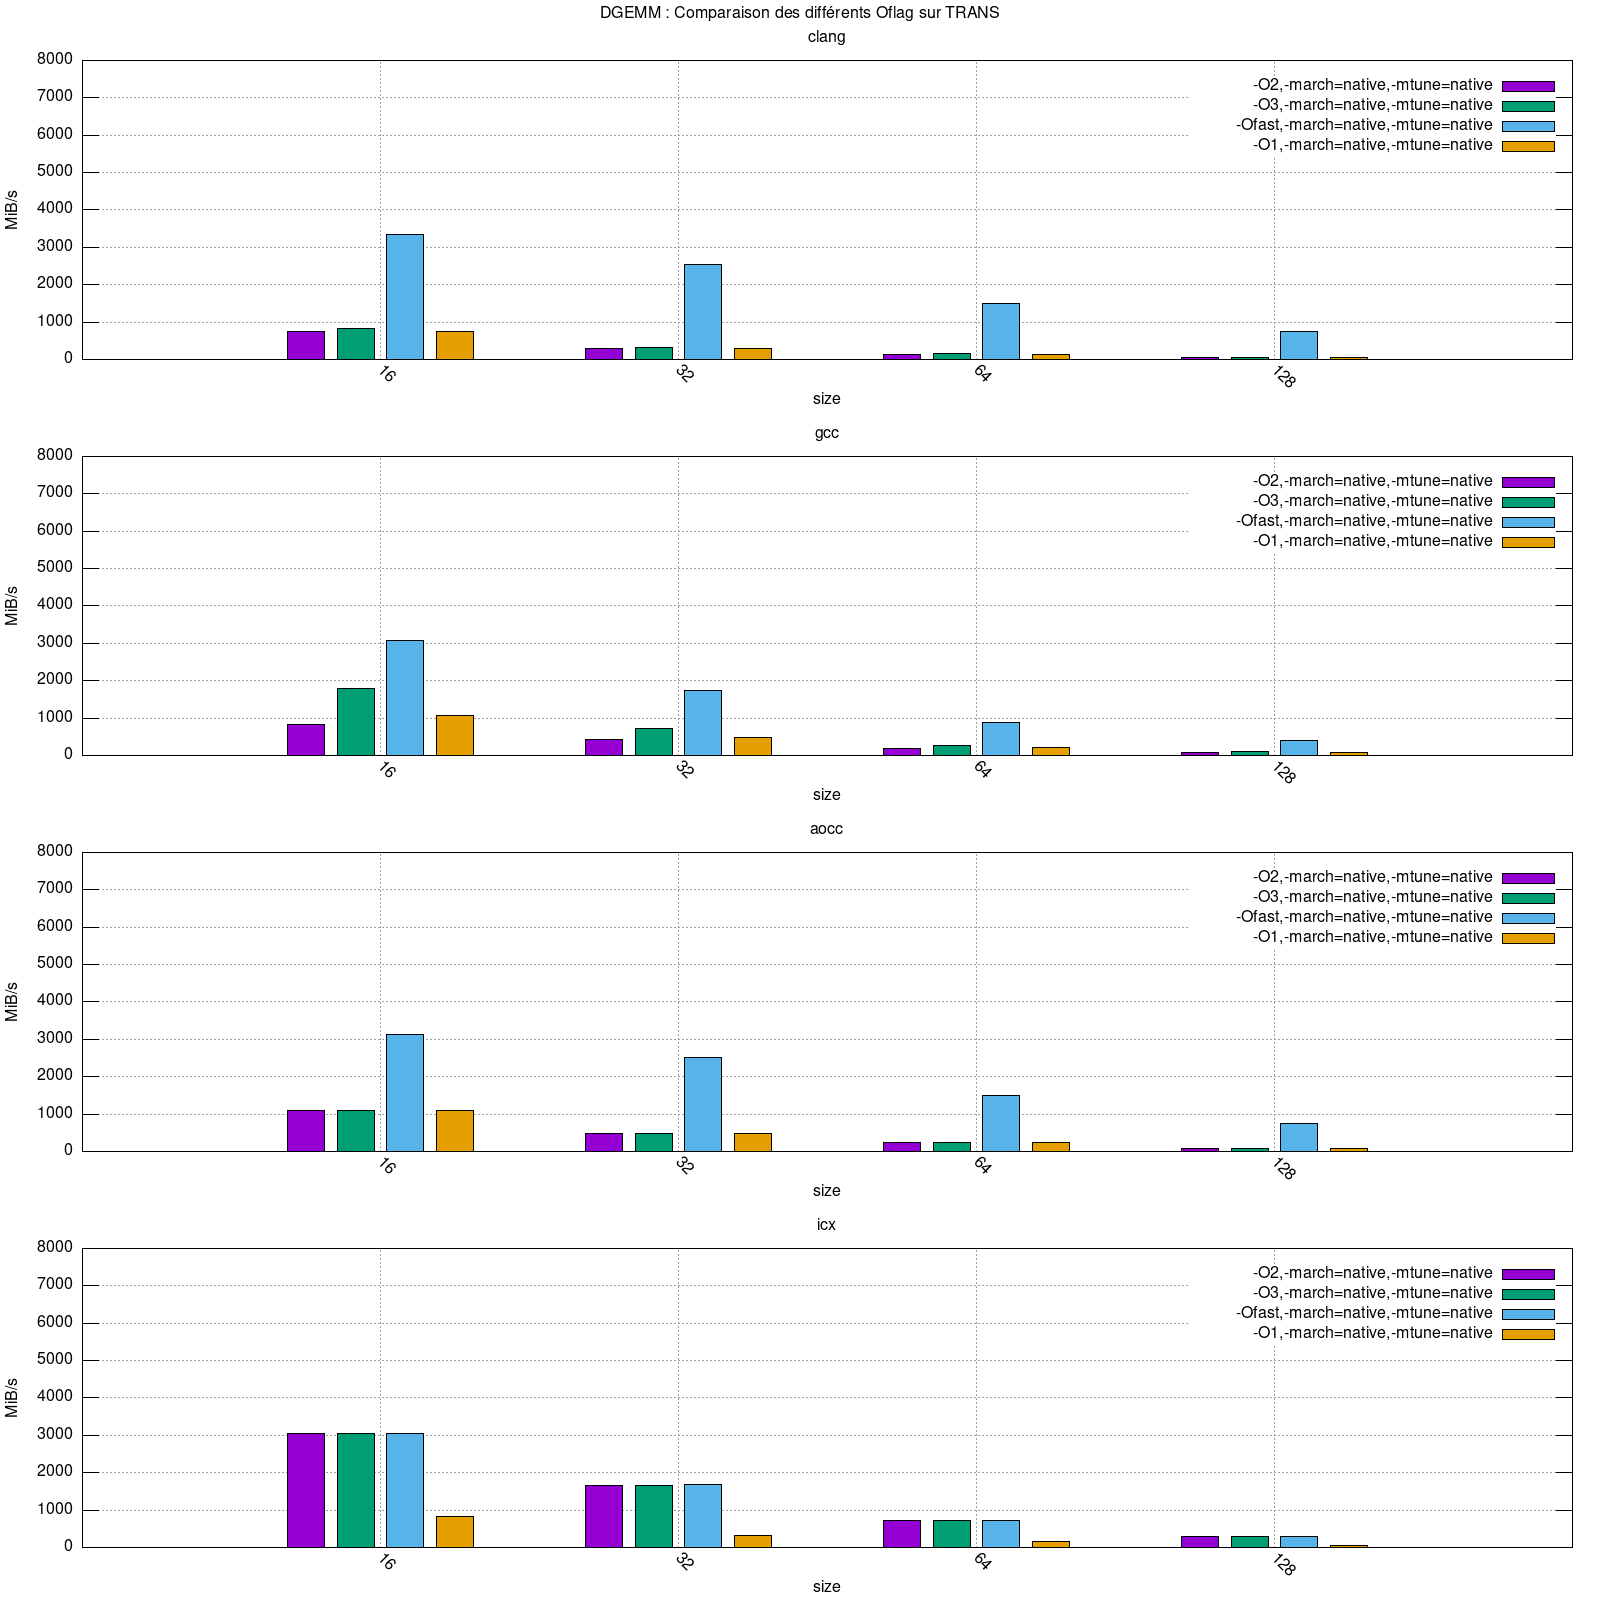 DGEMM : Comparaison des différents Oflag sur TRANS
clang
8000
7000
6000
5000
4000
3000
2000
1000
0
MiB/s
-O2,-march=native,-mtune=native
-O3,-march=native,-mtune=native
-Ofast,-march=native,-mtune=native
-O1,-march=native,-mtune=native
16
32
64
128
size
gcc
8000
7000
6000
5000
4000
3000
2000
1000
0
MiB/s
-O2,-march=native,-mtune=native
-O3,-march=native,-mtune=native
-Ofast,-march=native,-mtune=native
-O1,-march=native,-mtune=native
16
32
64
128
size
aocc
8000
7000
6000
5000
4000
3000
2000
1000
0
MiB/s
-O2,-march=native,-mtune=native
-O3,-march=native,-mtune=native
-Ofast,-march=native,-mtune=native
-O1,-march=native,-mtune=native
16
32
64
128
size
icx
8000
7000
6000
5000
4000
3000
2000
1000
0
MiB/s
-O2,-march=native,-mtune=native
-O3,-march=native,-mtune=native
-Ofast,-march=native,-mtune=native
-O1,-march=native,-mtune=native
16
32
64
128
size